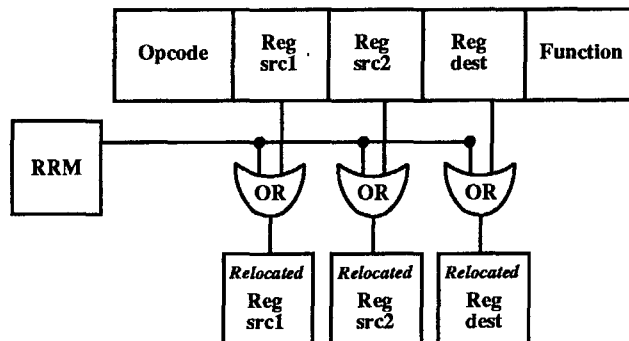 Opcode
Reg
src1
Reg
src2
Reg
dest
Function
RRM
OR
OR
OR
Relocated
Reg
src1
Relocated
Reg
src2
Relocated
Reg
dest